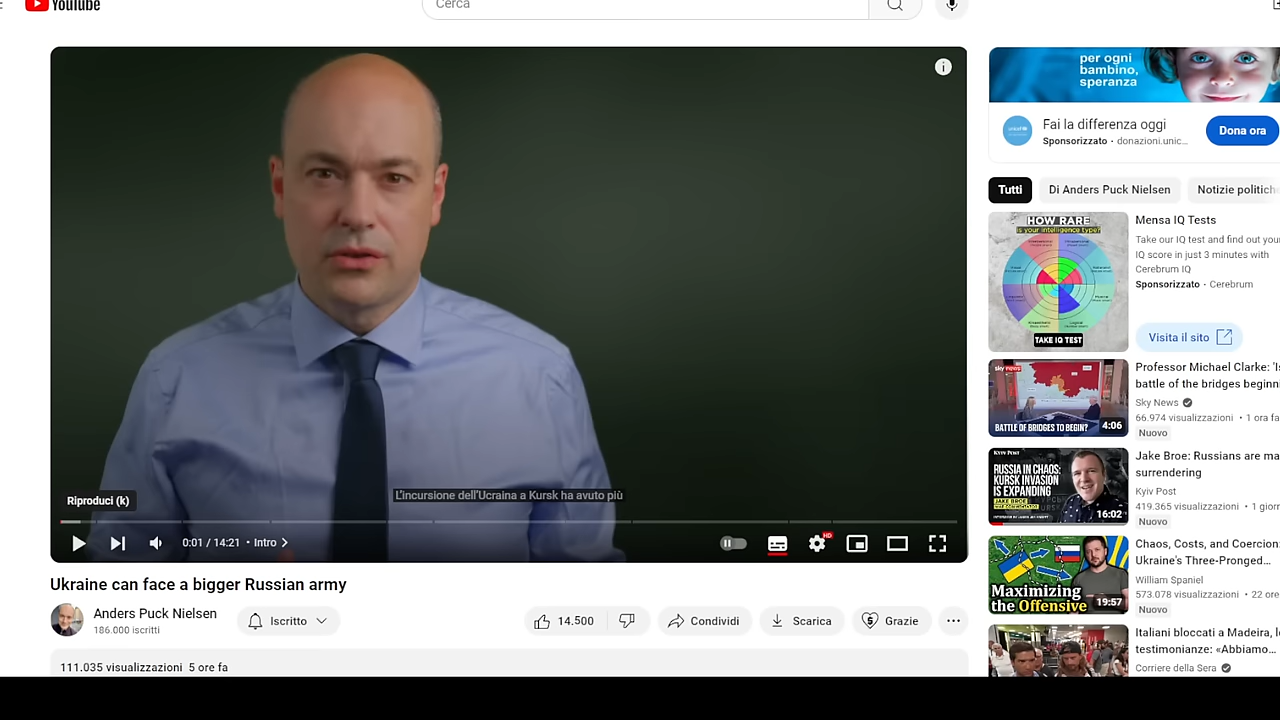 YouTube
Cerca
L'incursione dell'Ucraina a Kursk ha avuto più
Riproduci (k)
0:01 / 14:21 • Intro
HD
Ukraine can face a bigger Russian army
Anders Puck Nielsen
186.000 iscritti
Iscritto
14.500
Condividi
Scarica
Grazie
111.035 visualizzazioni 5 ore fa
per ogni
bambino,
speranza
unicef
Fai la differenza oggi
Sponsorizzato · donazioni.unic...
Dona ora
Tutti
Di Anders Puck Nielsen
Notizie politich
HOW RARE
is your intelligence type?
TAKE IQ TEST
Mensa IQ Tests
Take our IQ test and find out you
IQ score in just 3 minutes with
Cerebrum IQ
Sponsorizzato · Cerebrum
Visita il sito
sky news
BATTLE OF BRIDGES TO BEGIN?
4:06
Professor Michael Clarke: 'Is
battle of the bridges beginni
Sky News
66.974 visualizzazioni • 1 ora fa
Nuovo
KYIV POST
RUSSIA IN CHAOS:
KURSK INVASION
IS EXPANDING
JAKE BROE
16:02
Jake Broe: Russians are ma
surrendering
Kyiv Post
419.365 visualizzazioni • 1 giorn
Nuovo
Maximizing
the Offensive
19:57
Chaos, Costs, and Coercion:
Ukraine's Three-Pronged...
William Spaniel
573.078 visualizzazioni • 22 ore
Nuovo
Italiani bloccati a Madeira, le
testimonianze: «Abbiamo...
Corriere della Sera